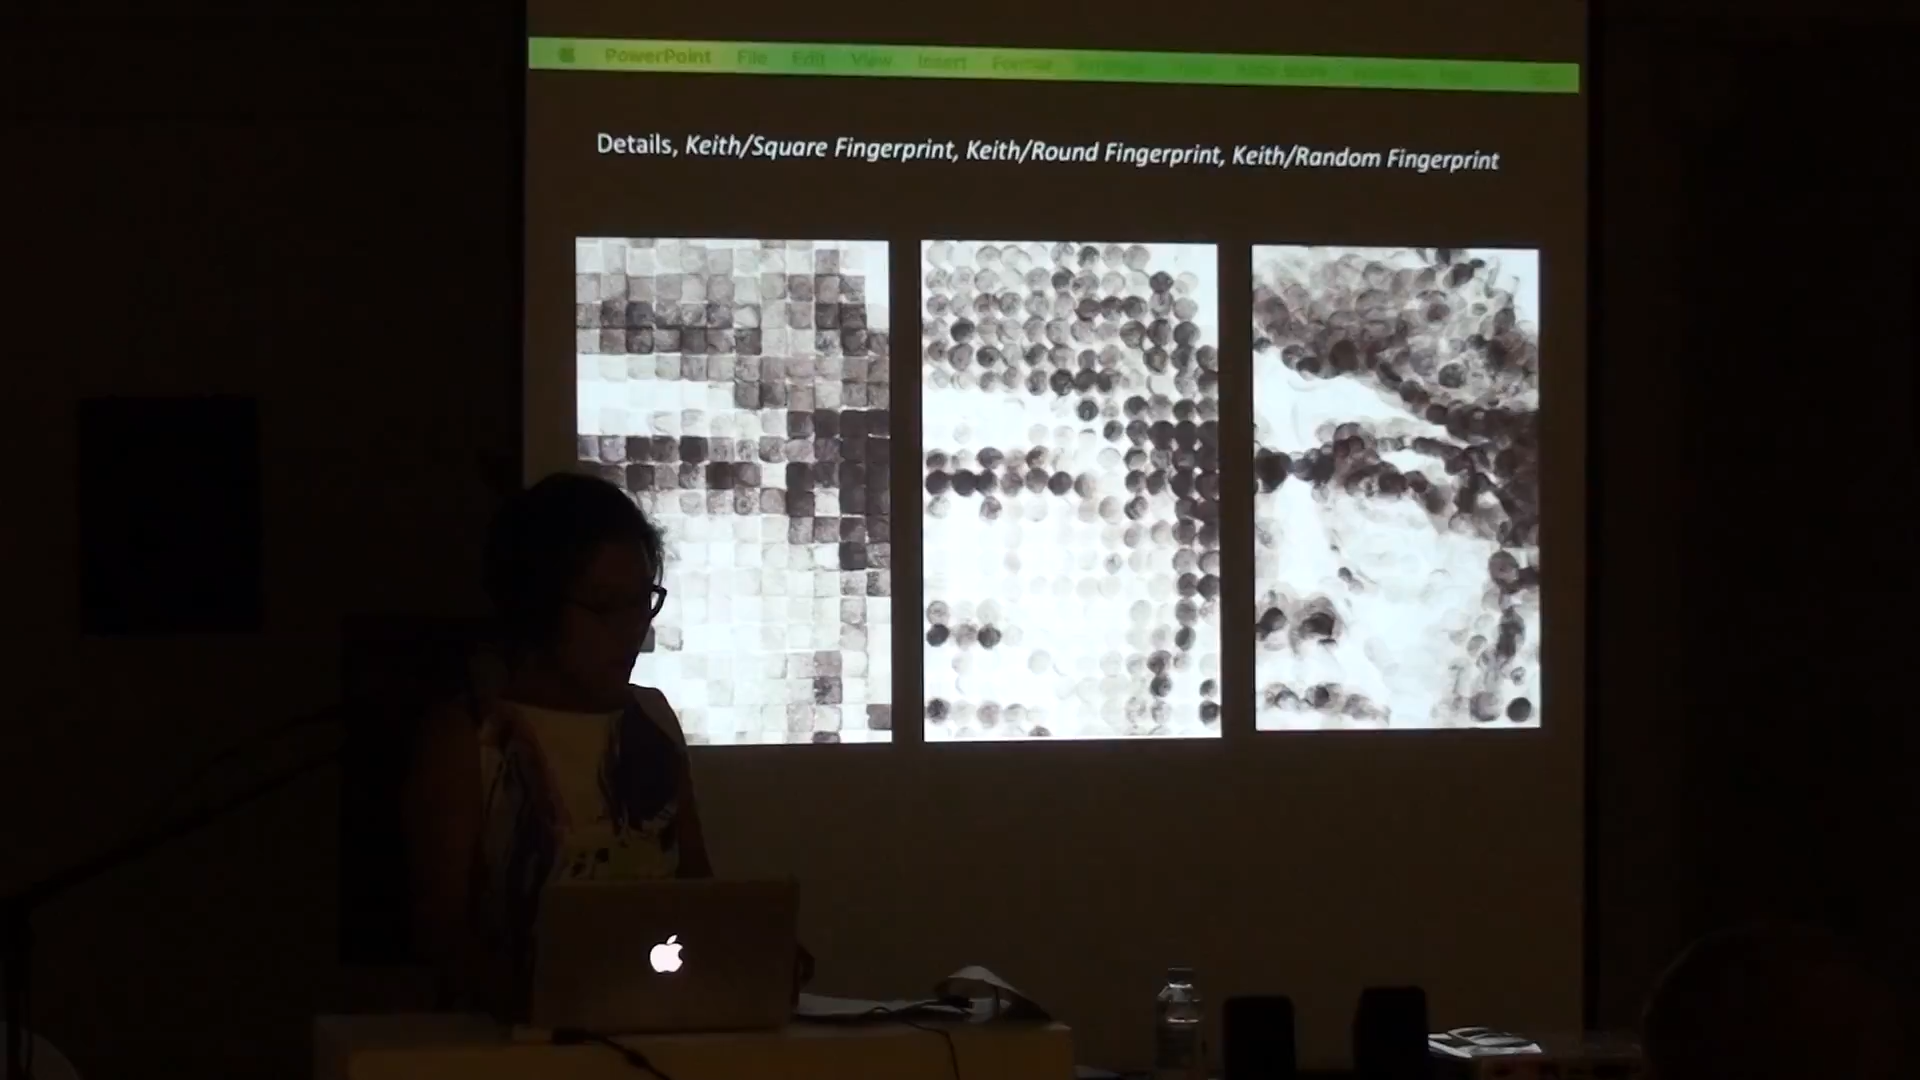 PowerPoint File Edit View Insert Format
Details, Keith/Square Fingerprint, Keith/Round Fingerprint, Keith/Random Fingerprint